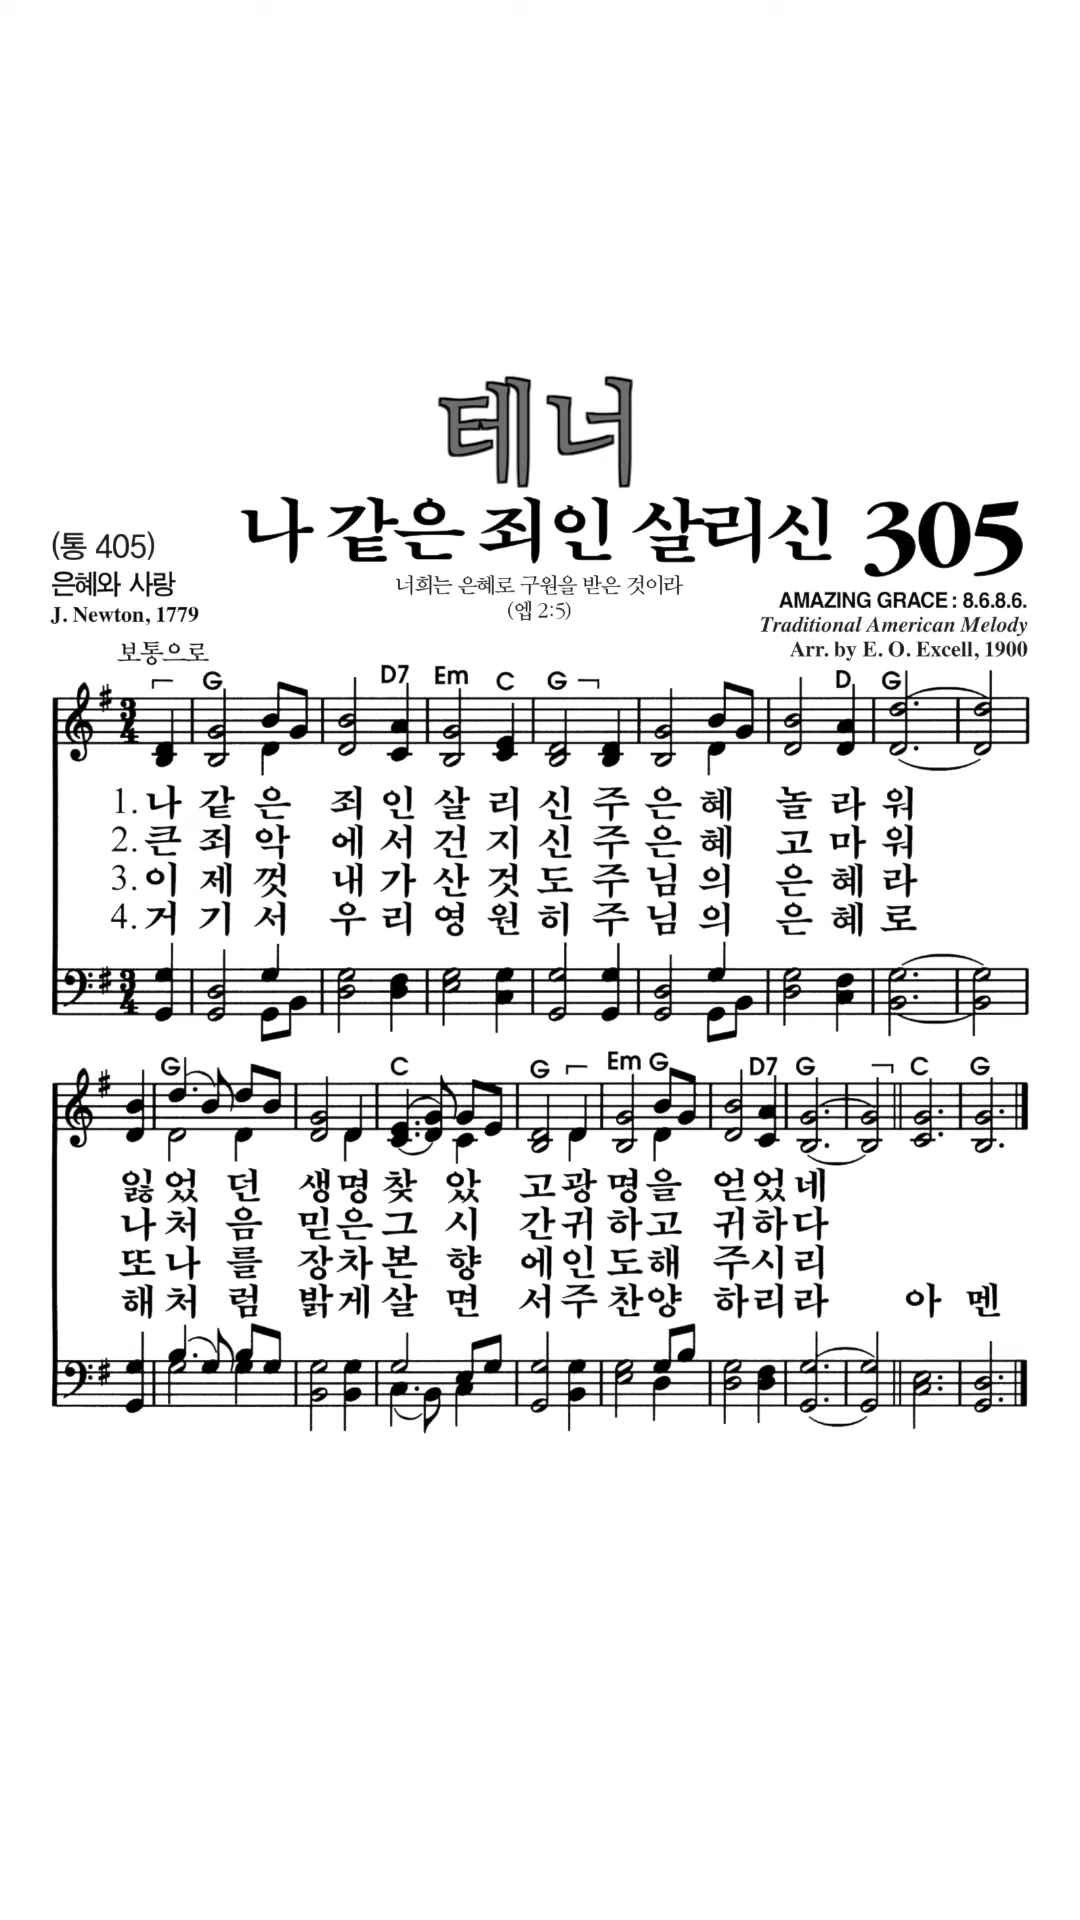 테너
(통 405)
나 같은 죄인 살리신 305
은혜와 사랑
너희는 은혜로 구원을 받은 것이라
(엡 2:5)
J. Newton, 1779
AMAZING GRACE : 8.6.8.6.
Traditional American Melody
Arr. by E. O. Excell, 1900
보통으로
G D7 Em C G D G
3 4
1. 나 같 은 죄 인 살 리 신 주 은 혜 놀 라 워
2. 큰 죄 악 에 서 건 지 신 주 은 혜 고 마 워
3. 이 제 껏 내 가 산 것 도 주 님 의 은 혜 라
4. 거 기 서 우 리 영 원 히 주 님 의 은 혜 로
3 4
G C G Em G D7 G C G
잃 었 던 생 명 찾 았 고 광 명 을 얻 었 네
나 처 음 믿 은 그 시 간 귀 하 고 귀 하 다
또 나 를 장 차 본 향 에 인 도 해 주 시 리
해 처 럼 밝 게 살 면 서 주 찬 양 하 리 라 아 멘